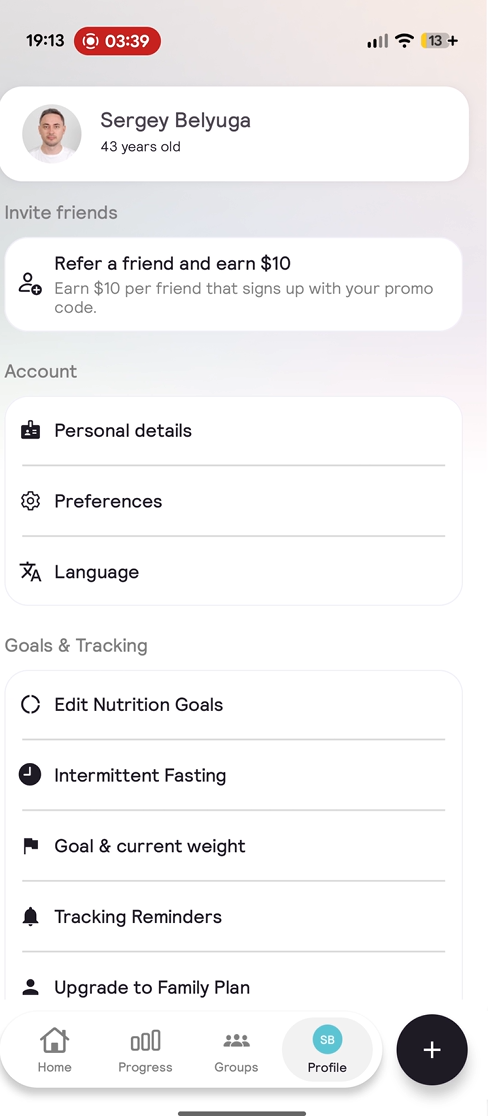 19:13
03:39
13+
Sergey Belyuga
43 years old
Invite friends
Refer a friend and earn $10
Earn $10 per friend that signs up with your promo
code.
Account
Personal details
Preferences
Language
Goals & Tracking
Edit Nutrition Goals
Intermittent Fasting
Goal & current weight
Tracking Reminders
Upgrade to Family Plan
SB
Home
Progress
Groups
Profile
+